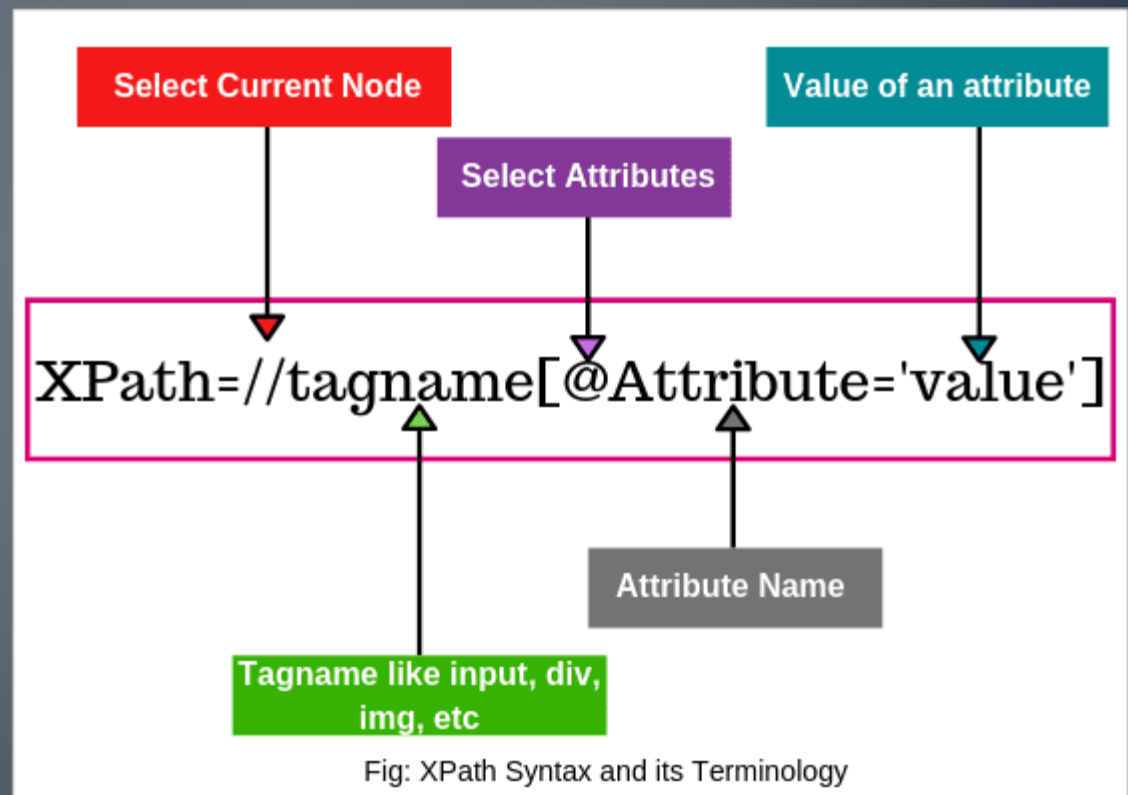 Select Current Node
Value of an attribute
Select Attributes
XPath=//tagname[@Attribute='value']
Attribute Name
Tagname like input, div,
img, etc
Fig: XPath Syntax and its Terminology